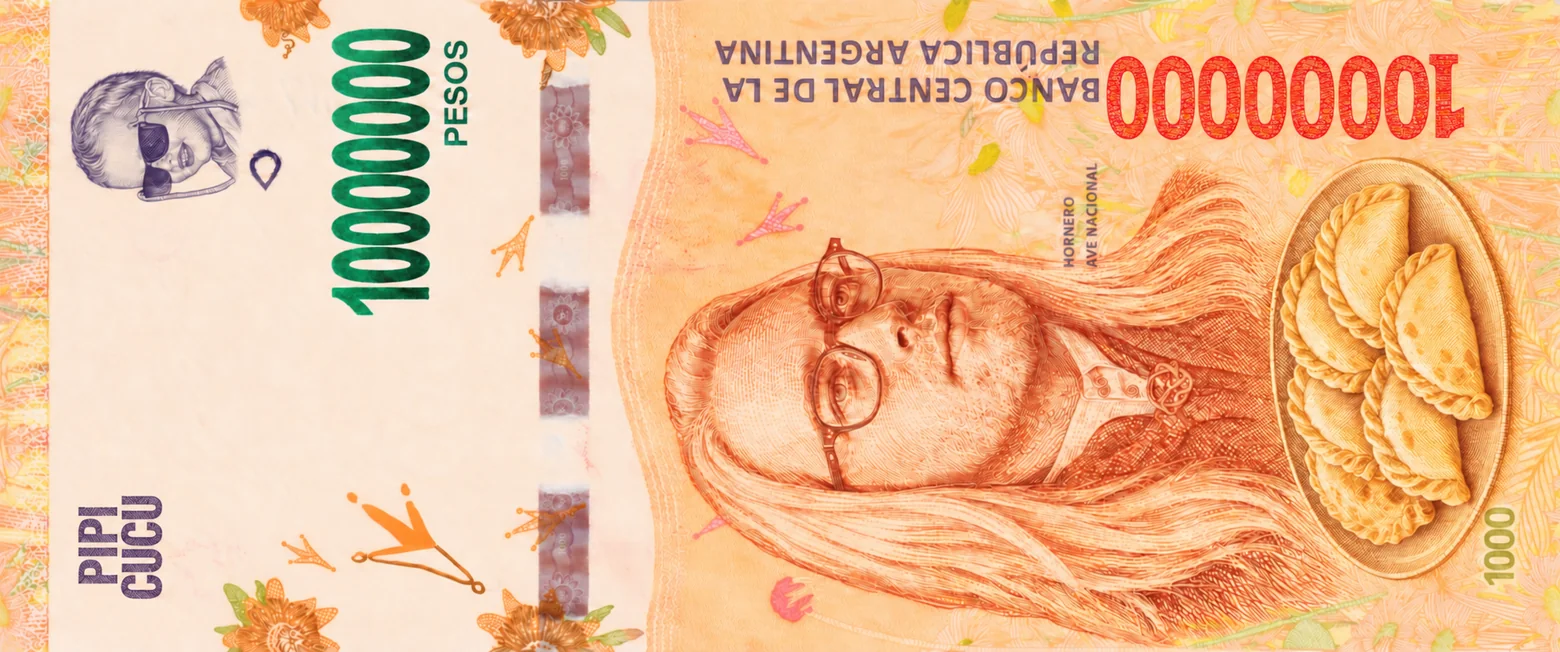 PIPI
CUCU
10000000
PESOS
BANCO CENTRAL DE LA
REPÚBLICA ARGENTINA
10000000
HORNERO
AVE NACIONAL
1000